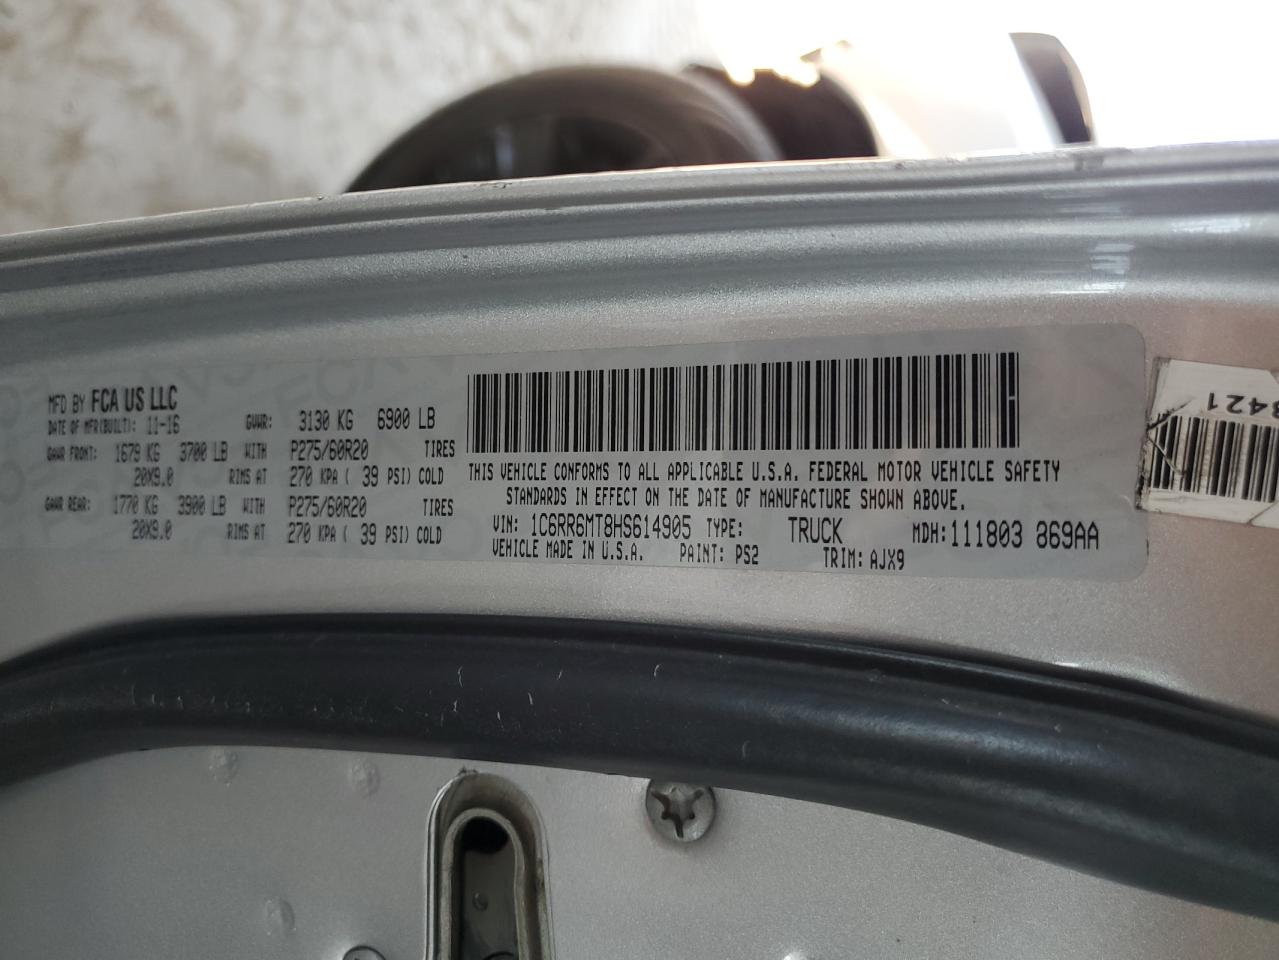 MFD BY FCA US LLC
DATE OF MFR(BUILT): 11-16 GVWR: 3130 KG 6900 LB
GAWR FRONT: 1679 KG 3700 LB WITH P275/60R20 TIRES
20X9.0 RIMS AT 270 KPA ( 39 PSI) COLD
GAWR REAR: 1770 KG 3900 LB WITH P275/60R20 TIRES
20X9.0 RIMS AT 270 KPA ( 39 PSI) COLD
THIS VEHICLE CONFORMS TO ALL APPLICABLE U.S.A. FEDERAL MOTOR VEHICLE SAFETY
STANDARDS IN EFFECT ON THE DATE OF MANUFACTURE SHOWN ABOVE.
VIN: 1C6RR6MT8HS614905 TYPE: TRUCK MDH: 111803 869AA
VEHICLE MADE IN U.S.A. PAINT: PS2 TRIM: AJX9
3421